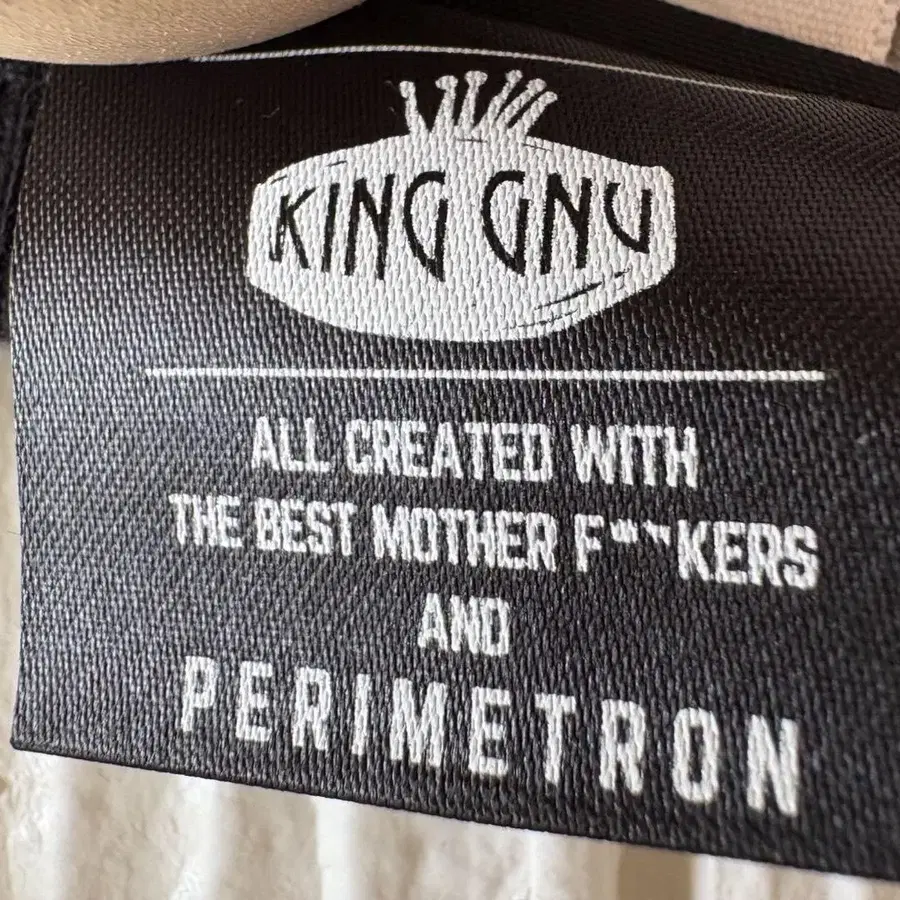 KING GNU
ALL CREATED WITH
THE BEST MOTHER F**KERS
AND
PERIMETRON